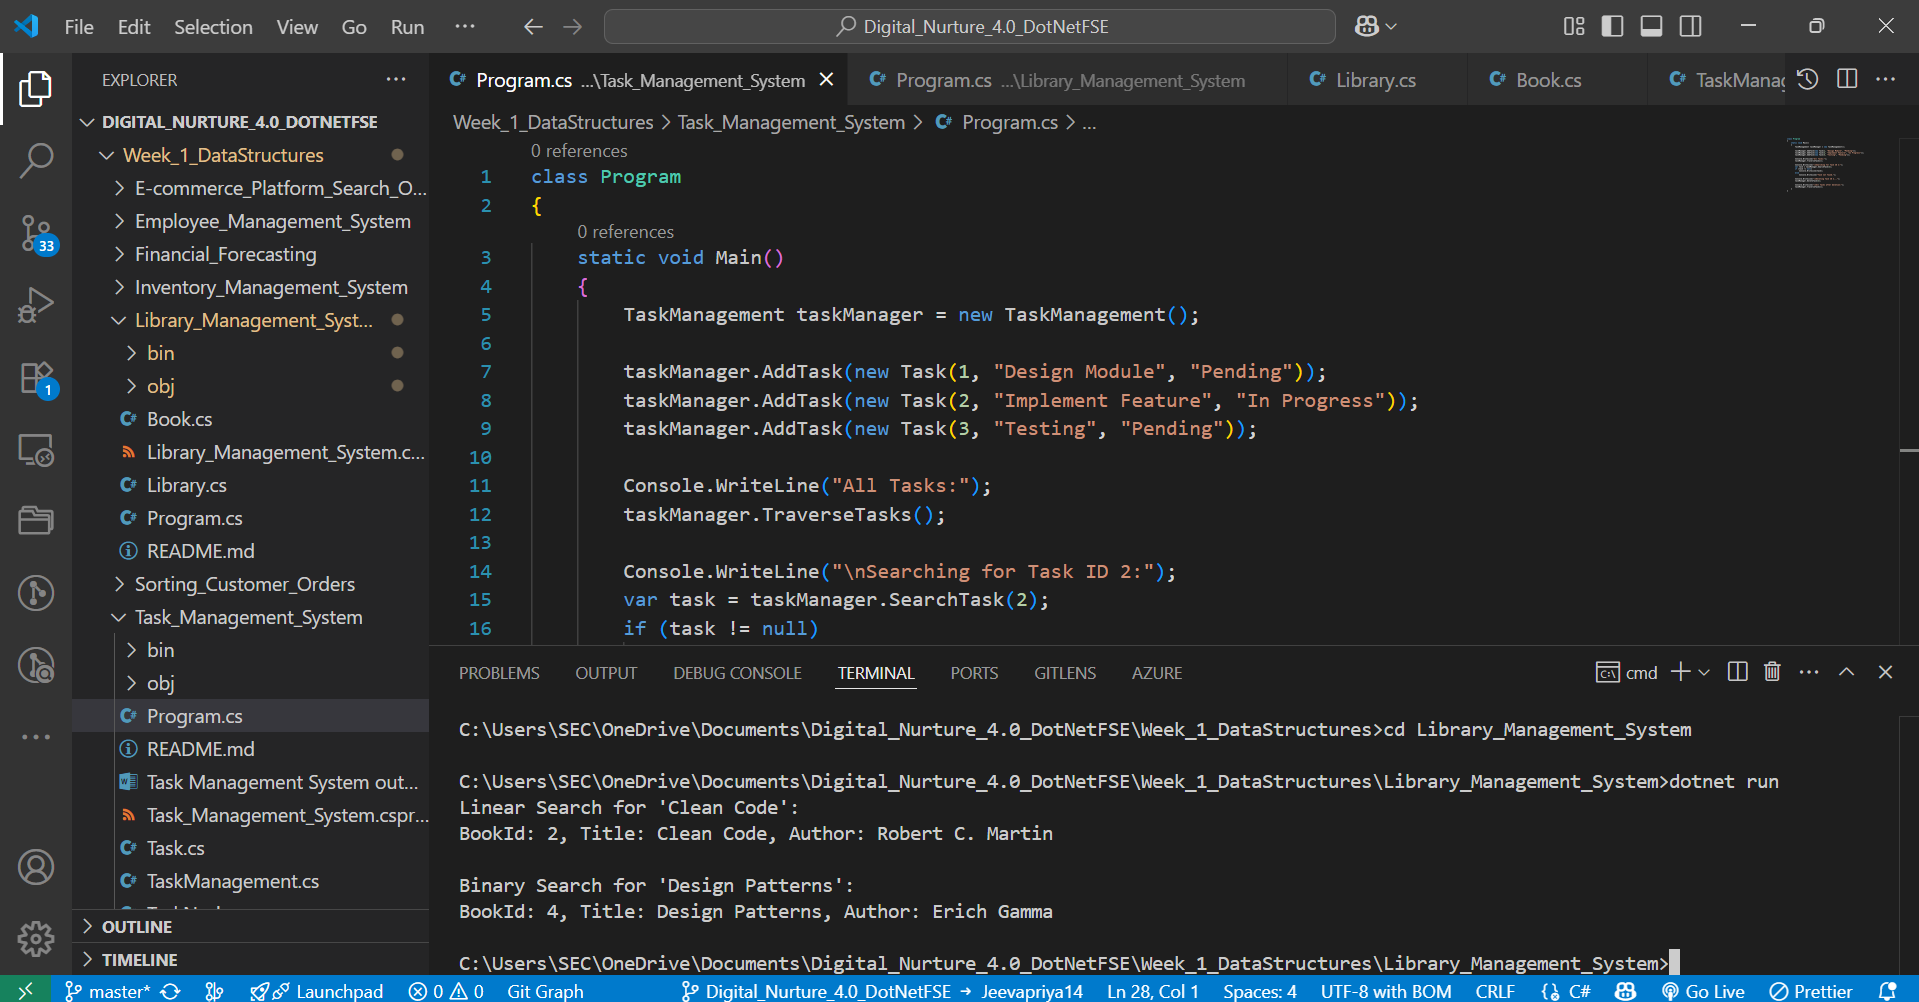 File Edit Selection View Go Run ··· Digital_Nurture_4.0_DotNetFSE
EXPLORER
DIGITAL_NURTURE_4.0_DOTNETFSE
Week_1_DataStructures
E-commerce_Platform_Search_O...
Employee_Management_System
Financial_Forecasting
Inventory_Management_System
Library_Management_Syst...
bin
obj
Book.cs
Library_Management_System.c...
Library.cs
Program.cs
README.md
Sorting_Customer_Orders
Task_Management_System
bin
obj
Program.cs
README.md
Task Management System out...
Task_Management_System.cspr...
Task.cs
TaskManagement.cs
OUTLINE
TIMELINE
33
1
Program.cs ...\Task_Management_System Program.cs ...\Library_Management_System Library.cs Book.cs TaskManag
Week_1_DataStructures > Task_Management_System > Program.cs > ...
0 references
1 class Program
2 {
0 references
3 static void Main()
4 {
5 TaskManagement taskManager = new TaskManagement();
6
7 taskManager.AddTask(new Task(1, "Design Module", "Pending"));
8 taskManager.AddTask(new Task(2, "Implement Feature", "In Progress"));
9 taskManager.AddTask(new Task(3, "Testing", "Pending"));
10
11 Console.WriteLine("All Tasks:");
12 taskManager.TraverseTasks();
13
14 Console.WriteLine("\nSearching for Task ID 2:");
15 var task = taskManager.SearchTask(2);
16 if (task != null)
PROBLEMS OUTPUT DEBUG CONSOLE TERMINAL PORTS GITLENS AZURE cmd
C:\Users\SEC\OneDrive\Documents\Digital_Nurture_4.0_DotNetFSE\Week_1_DataStructures>cd Library_Management_System
C:\Users\SEC\OneDrive\Documents\Digital_Nurture_4.0_DotNetFSE\Week_1_DataStructures\Library_Management_System>dotnet run
Linear Search for 'Clean Code':
BookId: 2, Title: Clean Code, Author: Robert C. Martin
Binary Search for 'Design Patterns':
BookId: 4, Title: Design Patterns, Author: Erich Gamma
C:\Users\SEC\OneDrive\Documents\Digital_Nurture_4.0_DotNetFSE\Week_1_DataStructures\Library_Management_System>
master* Launchpad 0 0 Git Graph Digital_Nurture_4.0_DotNetFSE → Jeevapriya14 Ln 28, Col 1 Spaces: 4 UTF-8 with BOM CRLF {} C# Go Live Prettier